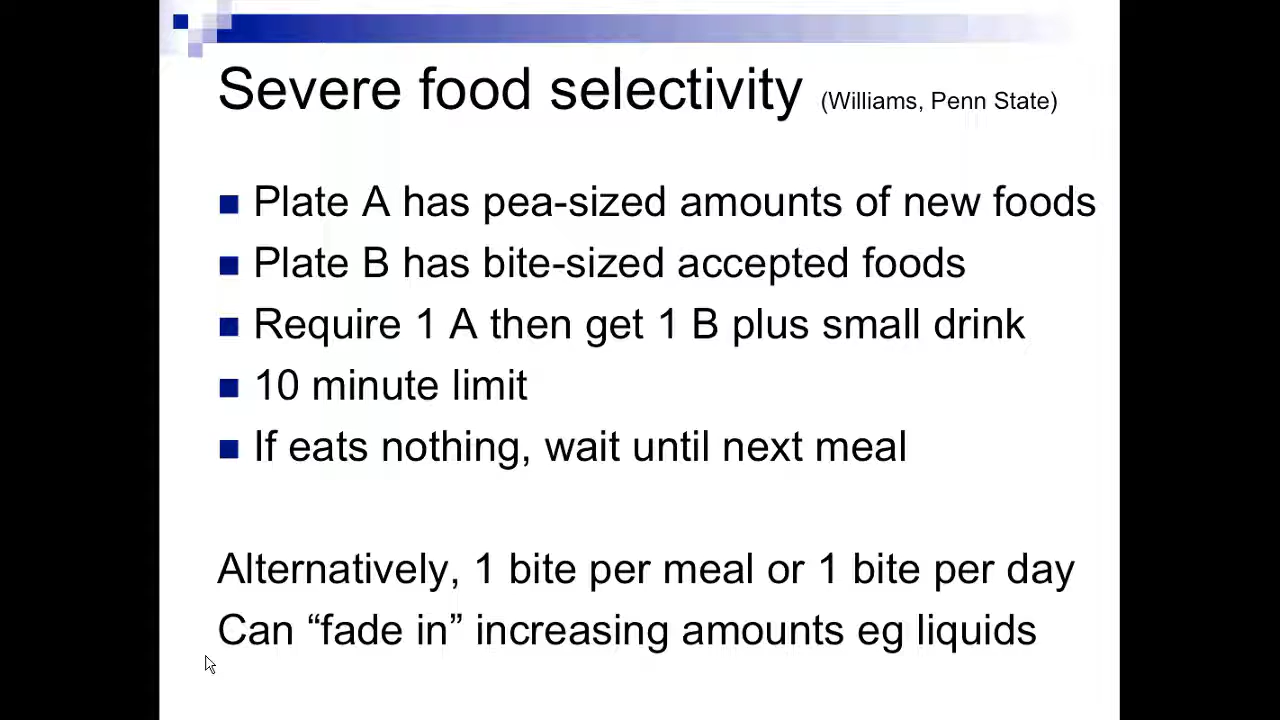 Severe food selectivity (Williams, Penn State)
Plate A has pea-sized amounts of new foods
Plate B has bite-sized accepted foods
Require 1 A then get 1 B plus small drink
10 minute limit
If eats nothing, wait until next meal
Alternatively, 1 bite per meal or 1 bite per day
Can “fade in” increasing amounts eg liquids